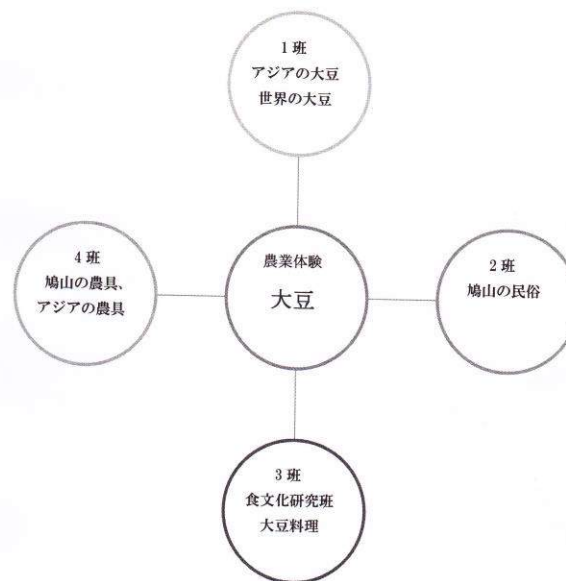 1 班
アジアの大豆
世界の大豆
4 班
鳩山の農具、
アジアの農具
農業体験
大豆
2 班
鳩山の民俗
3 班
食文化研究班
大豆料理